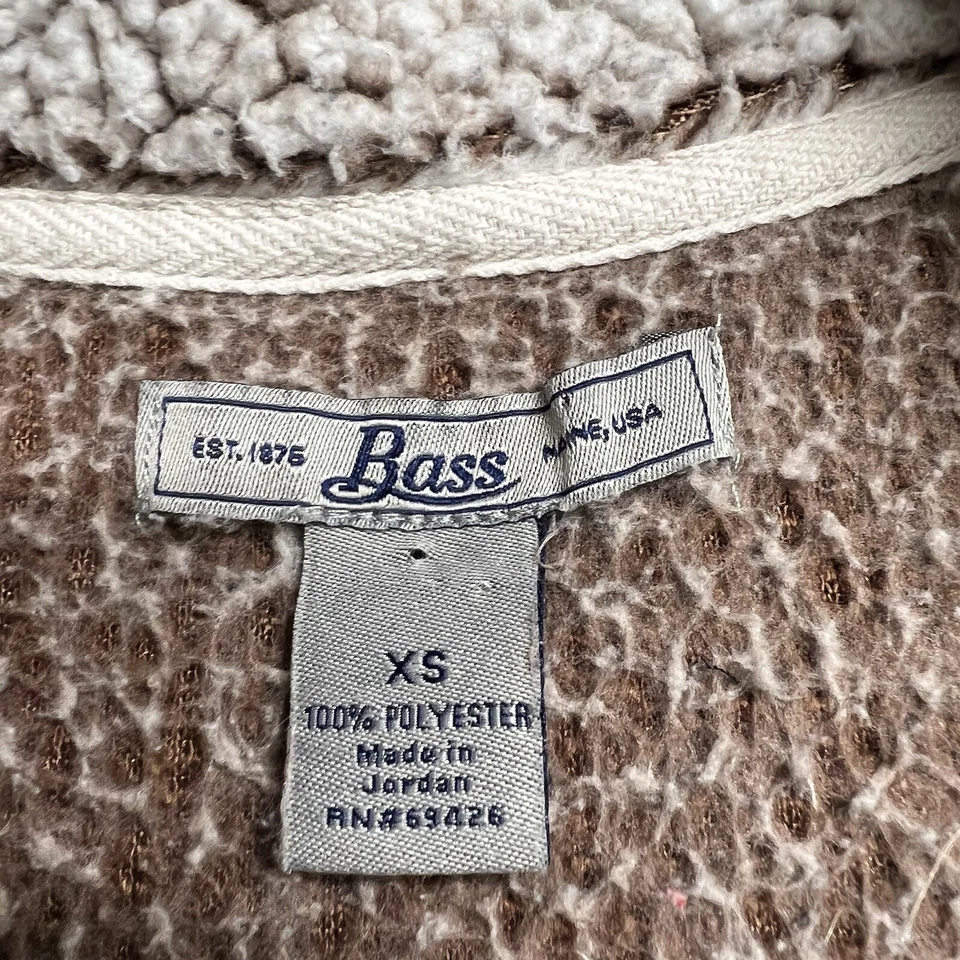 EST. 1876
Bass
MAINE, USA
XS
100% POLYESTER
Made in
Jordan
RN#69426